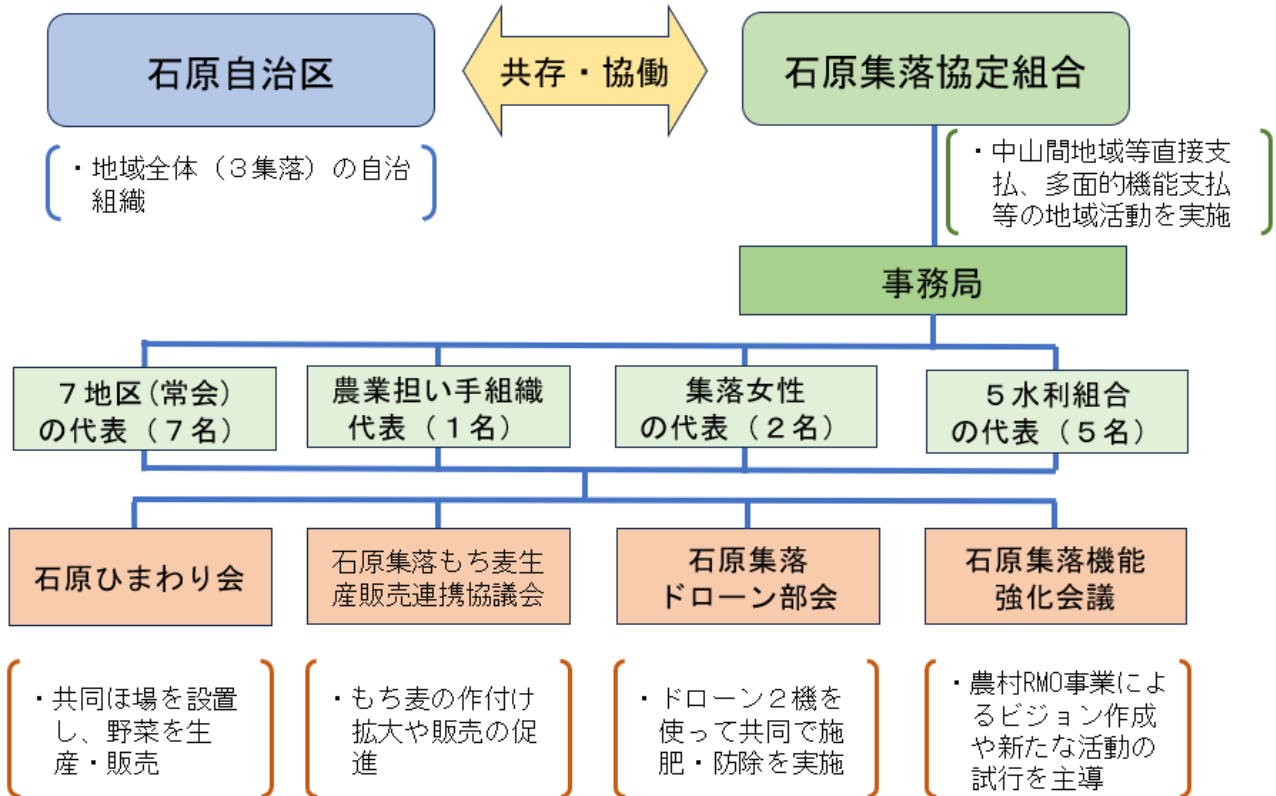 石原自治区
共存・協働
石原集落協定組合
・地域全体（３集落）の自治
組織
・中山間地域等直接支
払、多面的機能支払
等の地域活動を実施
事務局
７地区(常会)
の代表（７名）
農業担い手組織
代表（１名）
集落女性
の代表（２名）
５水利組合
の代表（５名）
石原ひまわり会
石原集落もち麦生
産販売連携協議会
石原集落
ドローン部会
石原集落機能
強化会議
・共同ほ場を設置
し、野菜を生
産・販売
・もち麦の作付け
拡大や販売の促
進
・ドローン２機を
使って共同で施
肥・防除を実施
・農村RMO事業によ
るビジョン作成
や新たな活動の
試行を主導